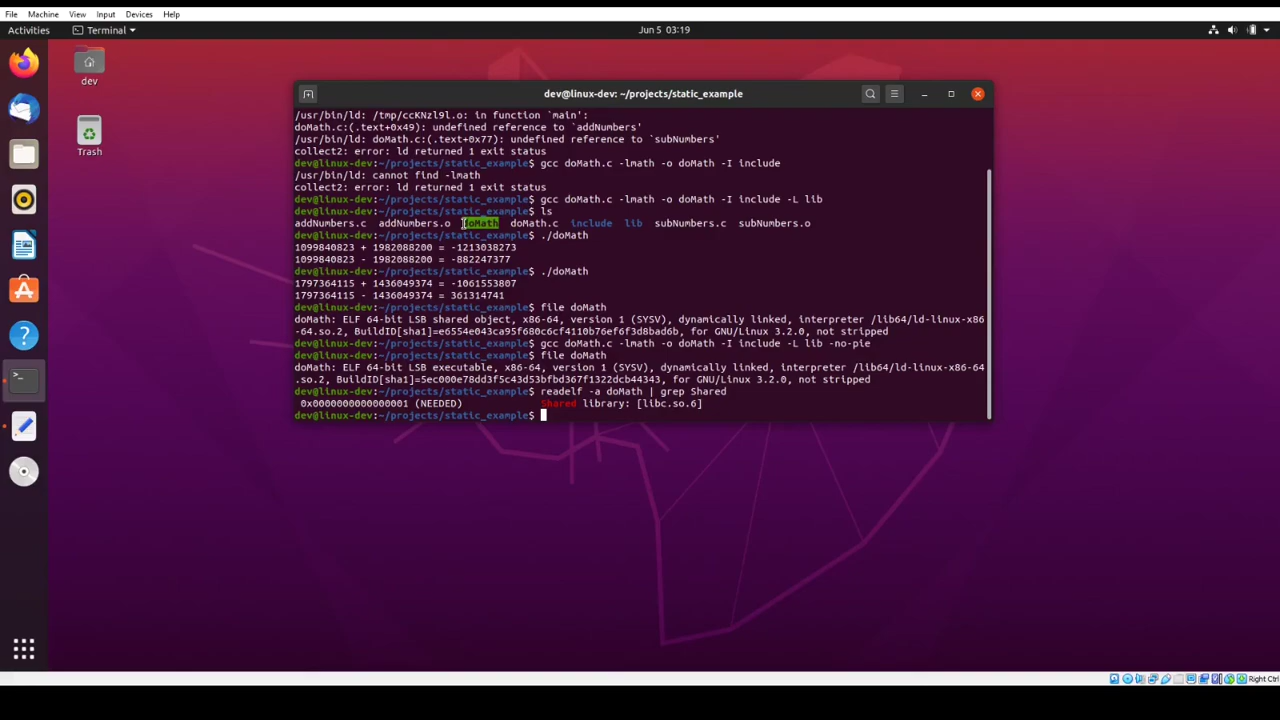 File Machine View Input Devices Help
Activities Terminal Jun 5 03:19
dev
Trash
dev@linux-dev: ~/projects/static_example
/usr/bin/ld: /tmp/ccKNzl9l.o: in function `main':
doMath.c:(.text+0x49): undefined reference to `addNumbers'
/usr/bin/ld: doMath.c:(.text+0x77): undefined reference to `subNumbers'
collect2: error: ld returned 1 exit status
dev@linux-dev:~/projects/static_example$ gcc doMath.c -lmath -o doMath -I include
/usr/bin/ld: cannot find -lmath
collect2: error: ld returned 1 exit status
dev@linux-dev:~/projects/static_example$ gcc doMath.c -lmath -o doMath -I include -L lib
dev@linux-dev:~/projects/static_example$ ls
addNumbers.c addNumbers.o doMath doMath.c include lib subNumbers.c subNumbers.o
dev@linux-dev:~/projects/static_example$ ./doMath
1099840823 + 1982088200 = -1213038273
1099840823 - 1982088200 = -882247377
dev@linux-dev:~/projects/static_example$ ./doMath
1797364115 + 1436049374 = -1061553807
1797364115 - 1436049374 = 361314741
dev@linux-dev:~/projects/static_example$ file doMath
doMath: ELF 64-bit LSB shared object, x86-64, version 1 (SYSV), dynamically linked, interpreter /lib64/ld-linux-x86
-64.so.2, BuildID[sha1]=e6554e043ca95f680c6cf4110b76ef6f3d8bad6b, for GNU/Linux 3.2.0, not stripped
dev@linux-dev:~/projects/static_example$ gcc doMath.c -lmath -o doMath -I include -L lib -no-pie
dev@linux-dev:~/projects/static_example$ file doMath
doMath: ELF 64-bit LSB executable, x86-64, version 1 (SYSV), dynamically linked, interpreter /lib64/ld-linux-x86-64
.so.2, BuildID[sha1]=5ec000e78dd3f5c43d53bfbd367f1322dcb44343, for GNU/Linux 3.2.0, not stripped
dev@linux-dev:~/projects/static_example$ readelf -a doMath | grep Shared
0x0000000000000001 (NEEDED) Shared library: [libc.so.6]
dev@linux-dev:~/projects/static_example$
Right Ctrl